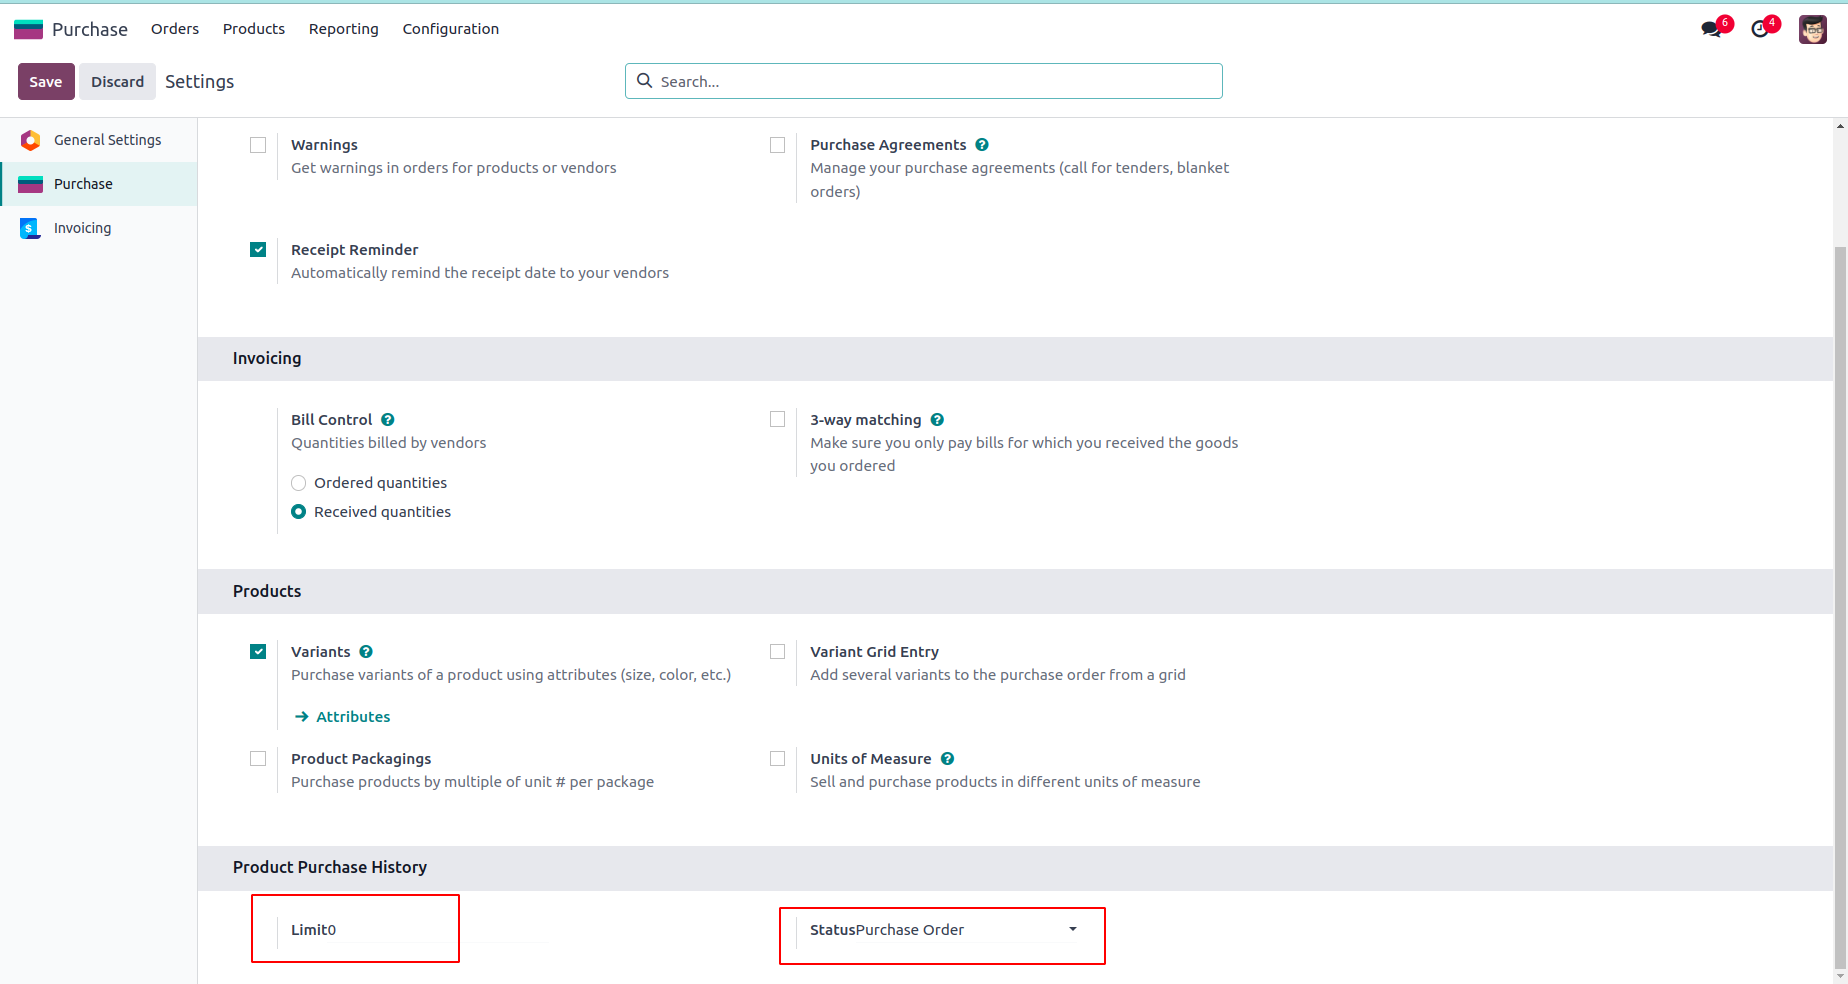 Purchase Orders Products Reporting Configuration 6 4
Save Discard Settings Search...
General Settings
Purchase
Invoicing
$
Warnings
Get warnings in orders for products or vendors
Purchase Agreements ?
Manage your purchase agreements (call for tenders, blanket
orders)
Receipt Reminder
Automatically remind the receipt date to your vendors
Invoicing
Bill Control ?
Quantities billed by vendors
Ordered quantities
Received quantities
3-way matching ?
Make sure you only pay bills for which you received the goods
you ordered
Products
Variants ?
Purchase variants of a product using attributes (size, color, etc.)
Attributes
Variant Grid Entry
Add several variants to the purchase order from a grid
Product Packagings
Purchase products by multiple of unit # per package
Units of Measure ?
Sell and purchase products in different units of measure
Product Purchase History
Limit0
StatusPurchase Order